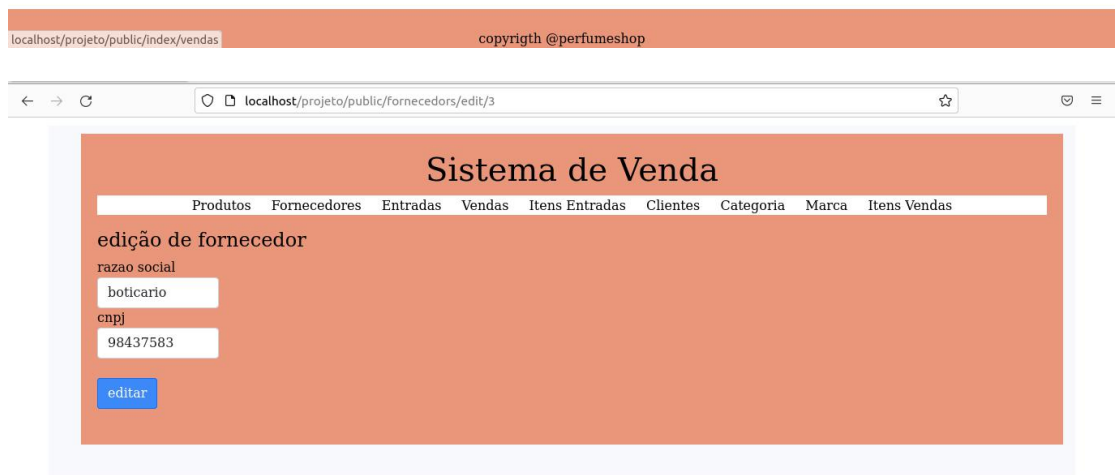 localhost/projeto/public/index/vendas
copyrigth @perfumeshop
localhost/projeto/public/fornecedors/edit/3
Sistema de Venda
Produtos Fornecedores Entradas Vendas Itens Entradas Clientes Categoria Marca Itens Vendas
edição de fornecedor
razao social
boticario
cnpj
98437583
editar